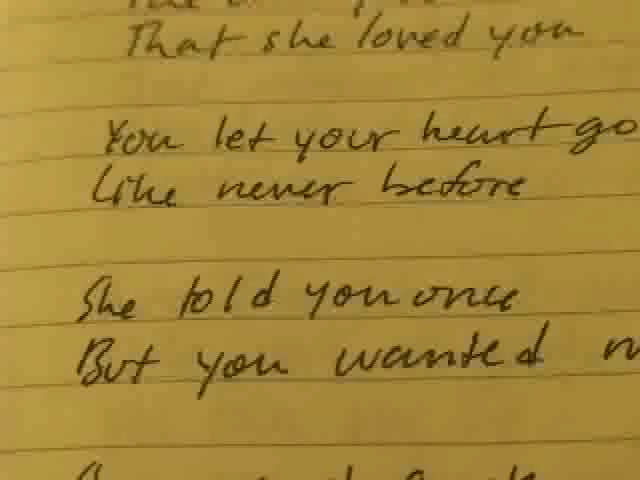 That she loved you
You let your heart go
Like never before
She told you once
But you wanted